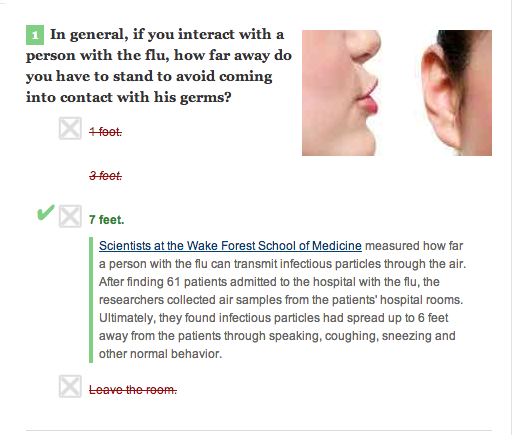 1 In general, if you interact with a
person with the flu, how far away do
you have to stand to avoid coming
into contact with his germs?
1 foot.
3 feet.
7 feet.
Scientists at the Wake Forest School of Medicine measured how far
a person with the flu can transmit infectious particles through the air.
After finding 61 patients admitted to the hospital with the flu, the
researchers collected air samples from the patients' hospital rooms.
Ultimately, they found infectious particles had spread up to 6 feet
away from the patients through speaking, coughing, sneezing and
other normal behavior.
Leave the room.